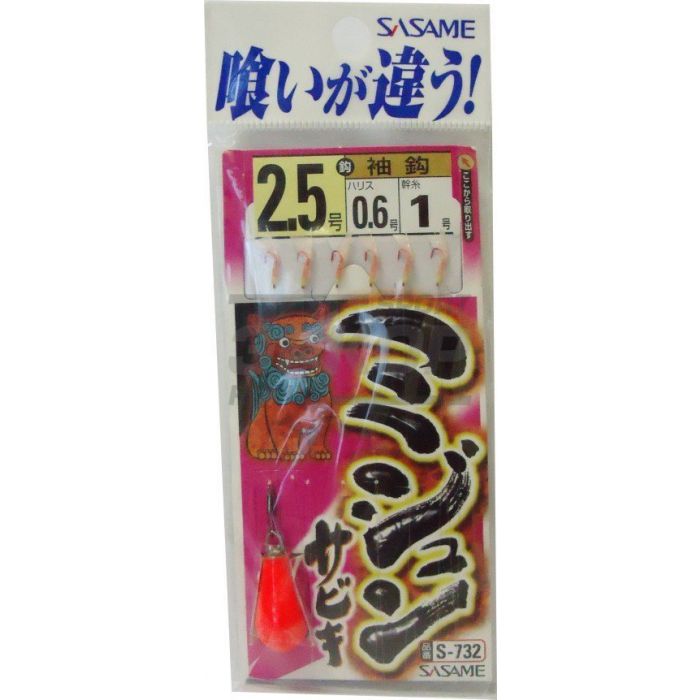 SASAME
喰いが違う!
2.5号
鈎 袖鈎
ハリス 0.6号
幹糸 1号
ここから取り出す
ミジュン
サビキ
品番 S-732
SASAME